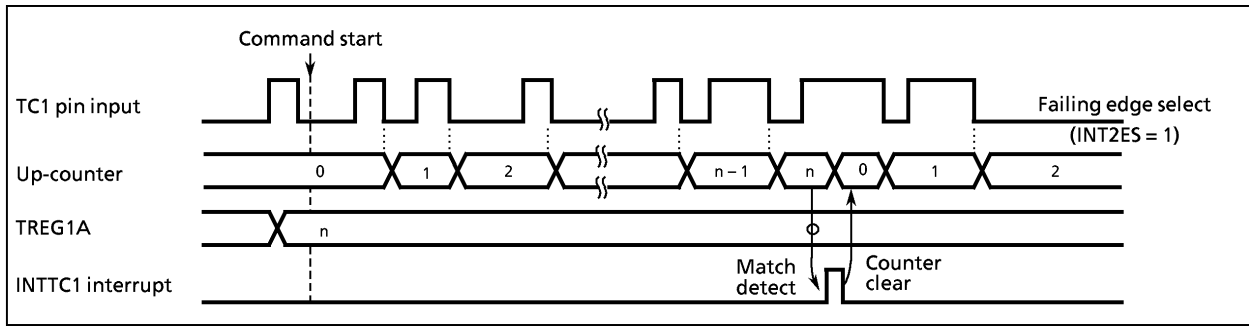 Command start
TC1 pin input
Failing edge select
(INT2ES = 1)
Up-counter
0
1
2
n – 1
n
0
1
2
TREG1A
n
Match
detect
Counter
clear
INTTC1 interrupt